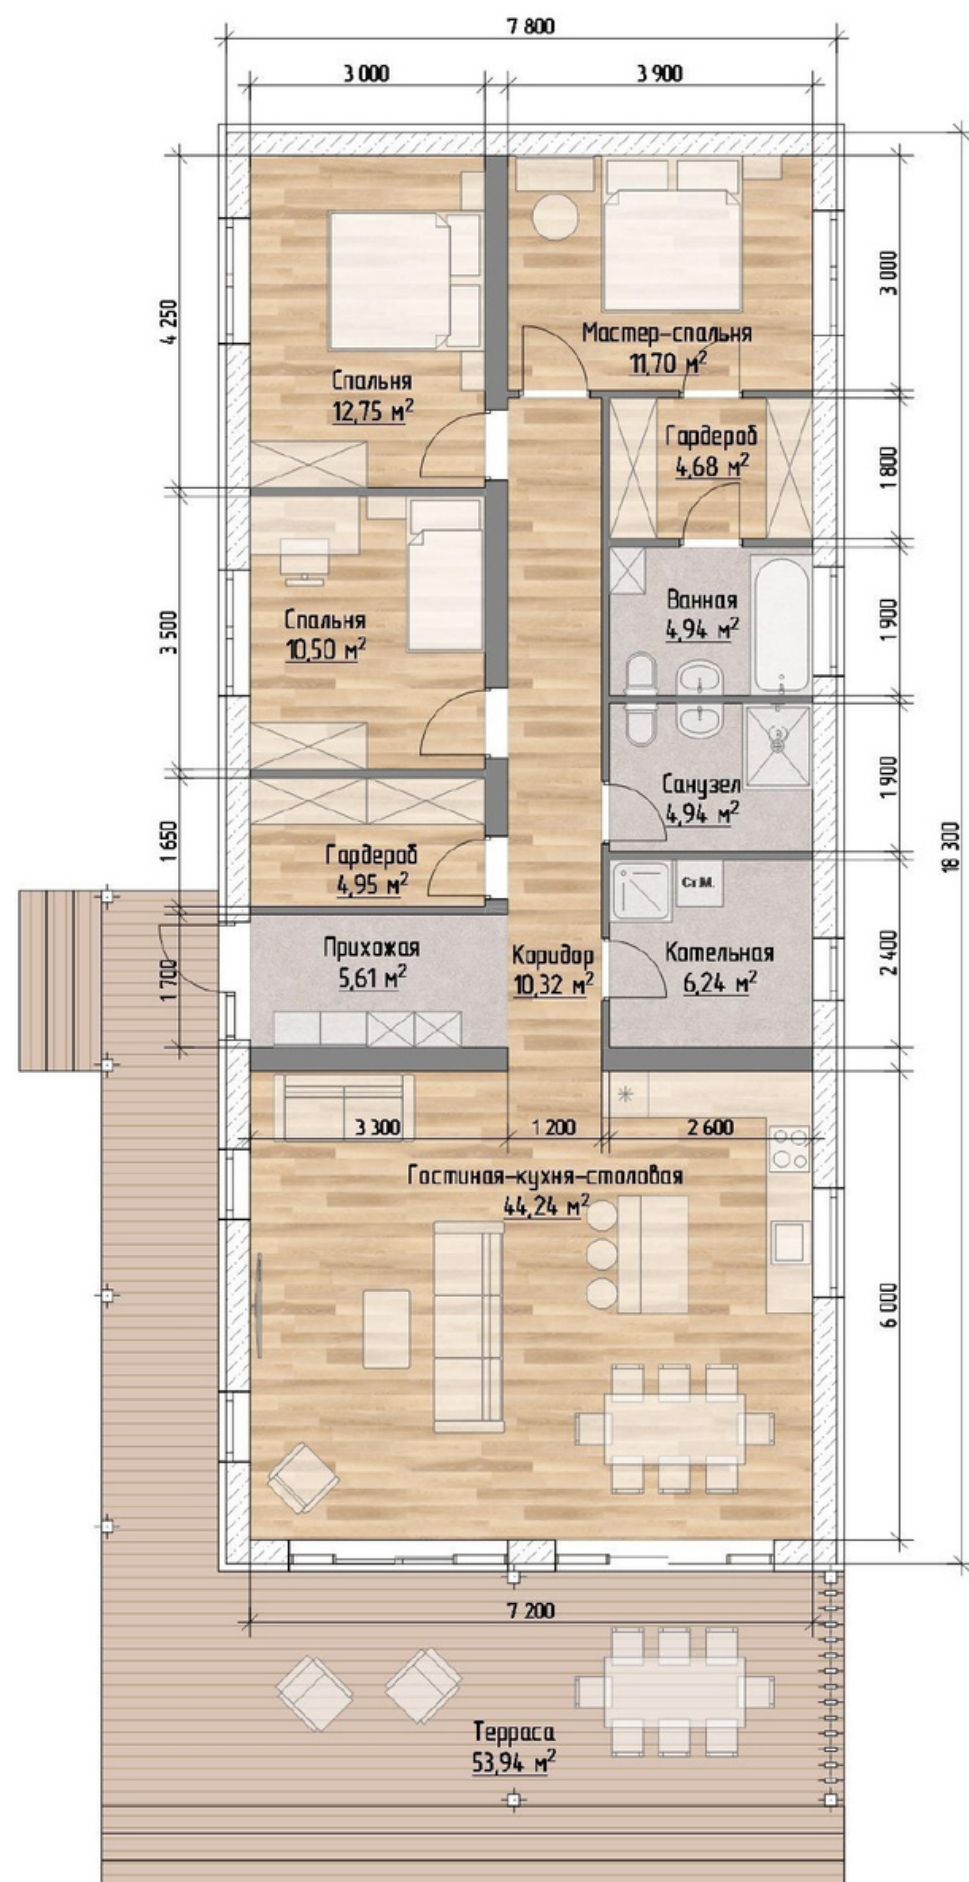 7 800
3 000
3 900
4 250
3 000
Мастер-спальня
11,70 м²
Спальня
12,75 м²
Гардероб
4,68 м²
1 800
3 500
Спальня
10,50 м²
Ванная
4,94 м²
1 900
Санузел
4,94 м²
1 900
1 650
Гардероб
4,95 м²
18 300
Ст.М.
Прихожая
5,61 м²
Коридор
10,32 м²
Котельная
6,24 м²
2 400
1 700
3 300
1 200
2 600
Гостиная-кухня-столовая
44,24 м²
6 000
7 200
Терраса
53,94 м²